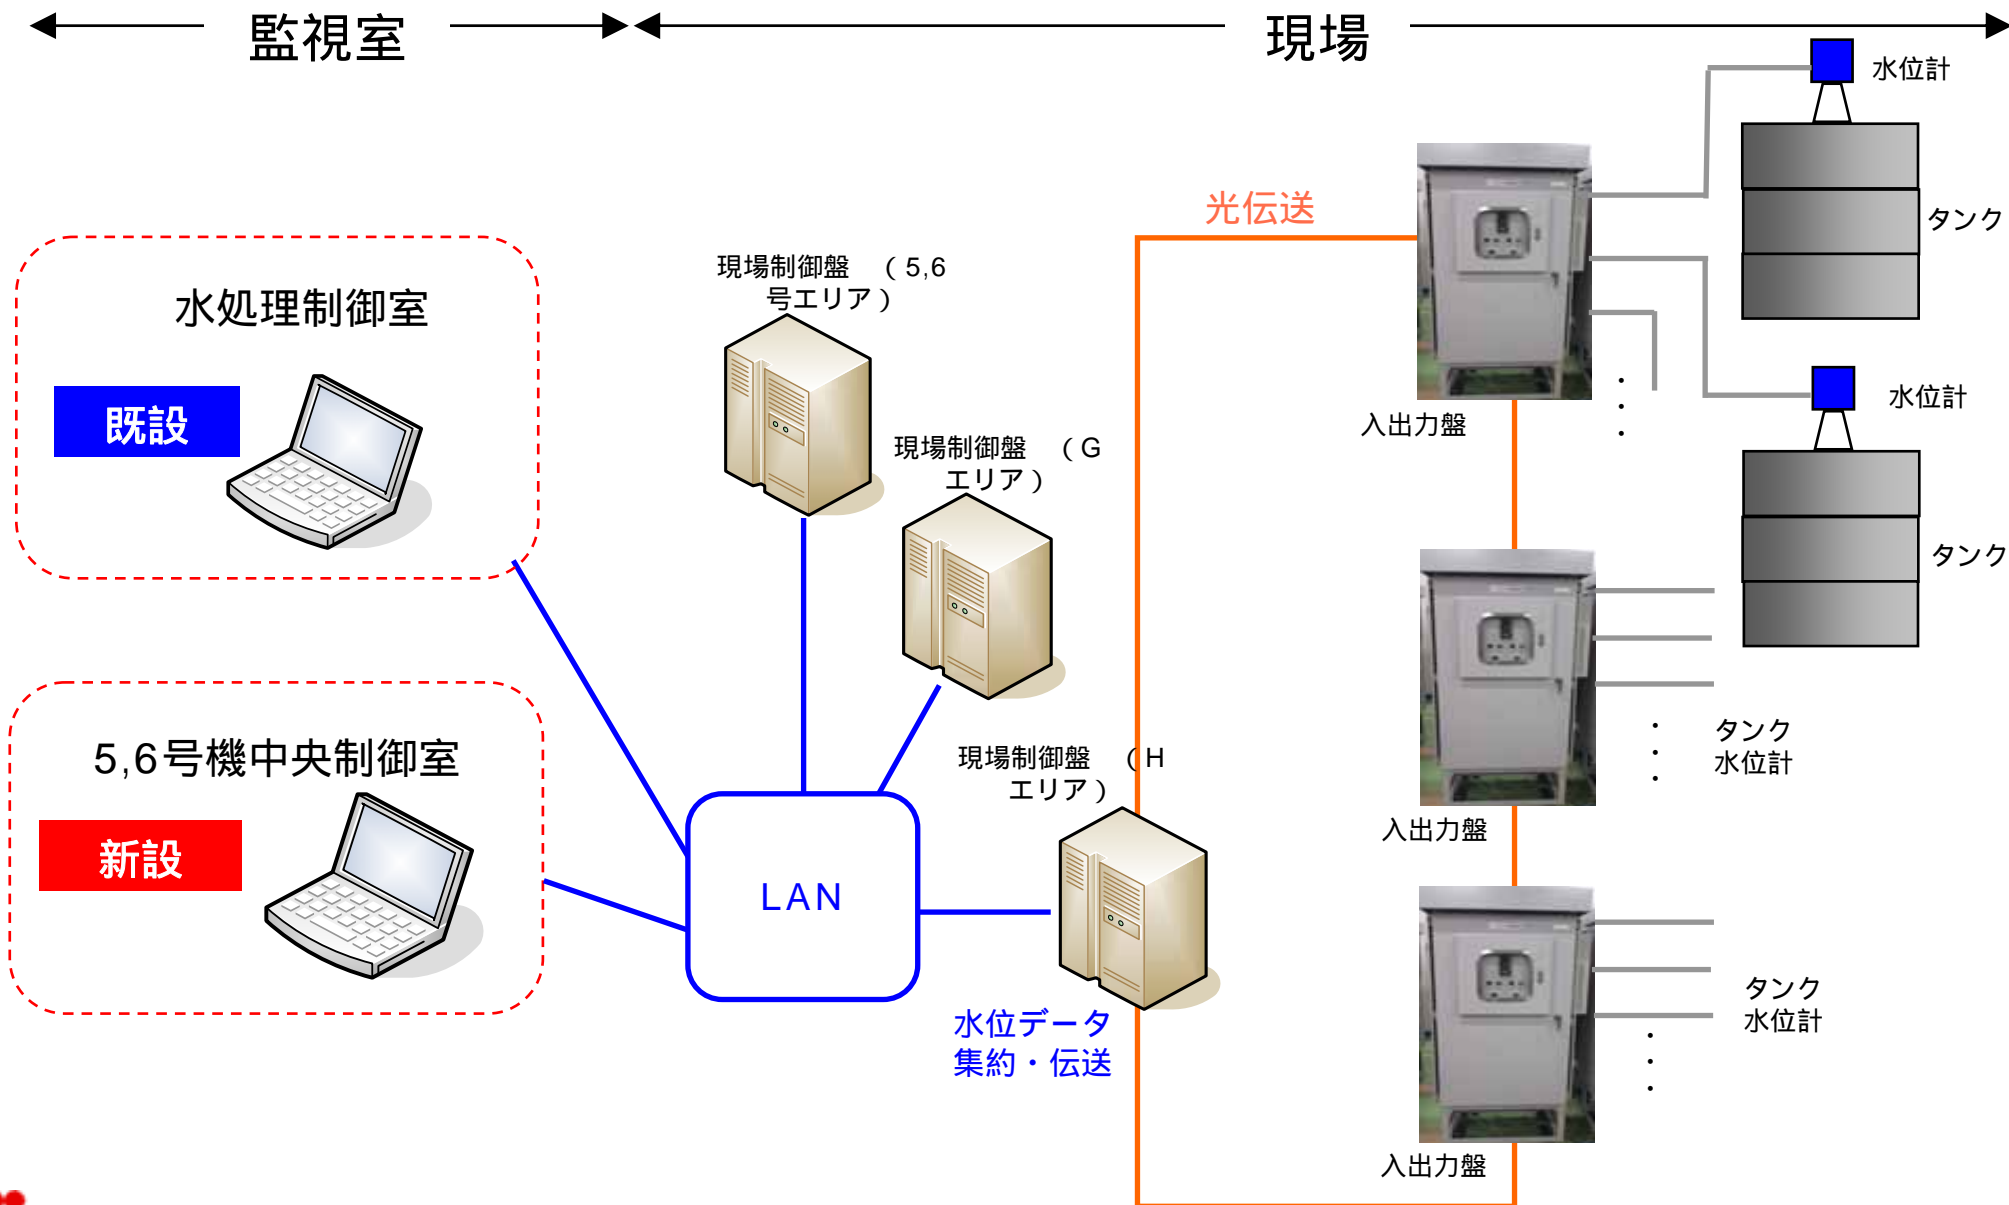 監視室
現場
水位計
タンク
光伝送
水処理制御室
既設
現場制御盤 （5,6
号エリア）
入出力盤
水位計
タンク
現場制御盤 （G
エリア）
5,6号機中央制御室
新設
現場制御盤 （H
エリア）
LAN
水位データ
集約・伝送
入出力盤
タンク
水位計
入出力盤
タンク
水位計